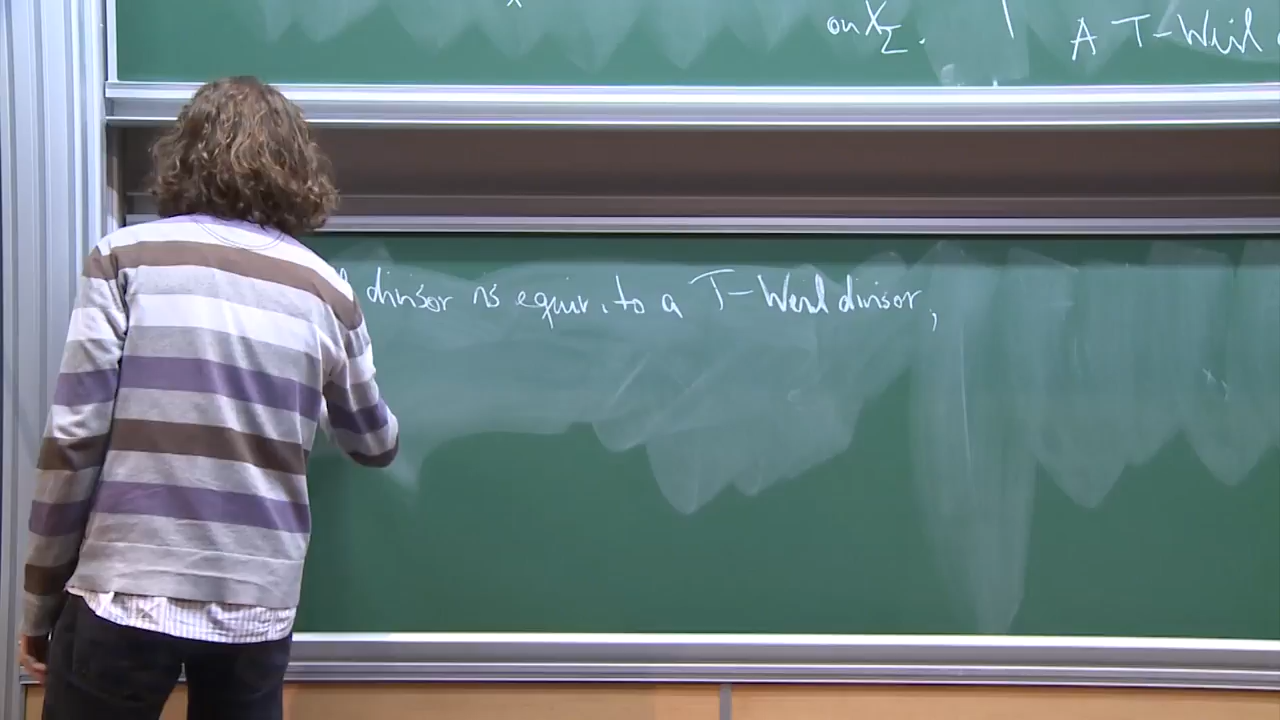 on X_Σ.
A T-Weil
divisor is equiv. to a T-Weil divisor,